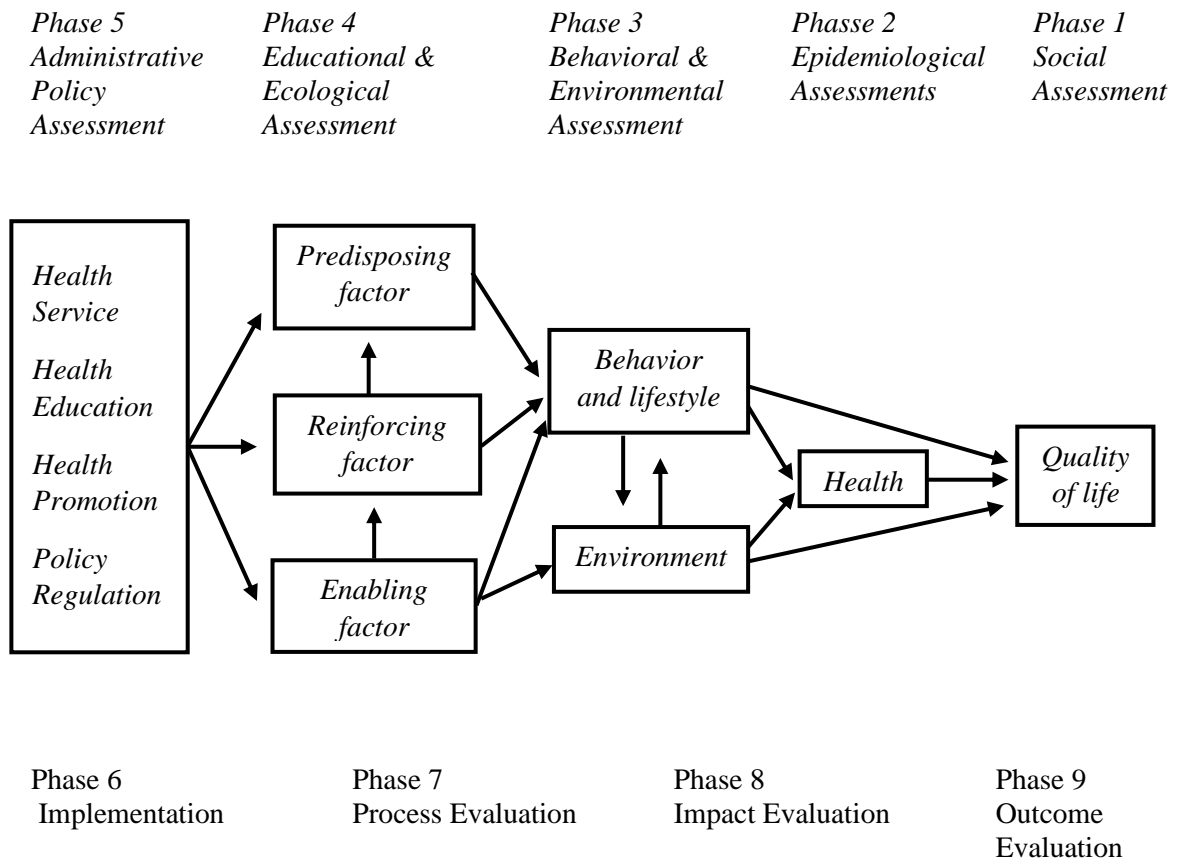 Phase 5
Administrative
Policy
Assessment
Phase 4
Educational &
Ecological
Assessment
Phase 3
Behavioral &
Environmental
Assessment
Phasse 2
Epidemiological
Assessments
Phase 1
Social
Assessment
Health
Service
Health
Education
Health
Promotion
Policy
Regulation
Predisposing
factor
Reinforcing
factor
Enabling
factor
Behavior
and lifestyle
Environment
Health
Quality
of life
Phase 6
Implementation
Phase 7
Process Evaluation
Phase 8
Impact Evaluation
Phase 9
Outcome
Evaluation